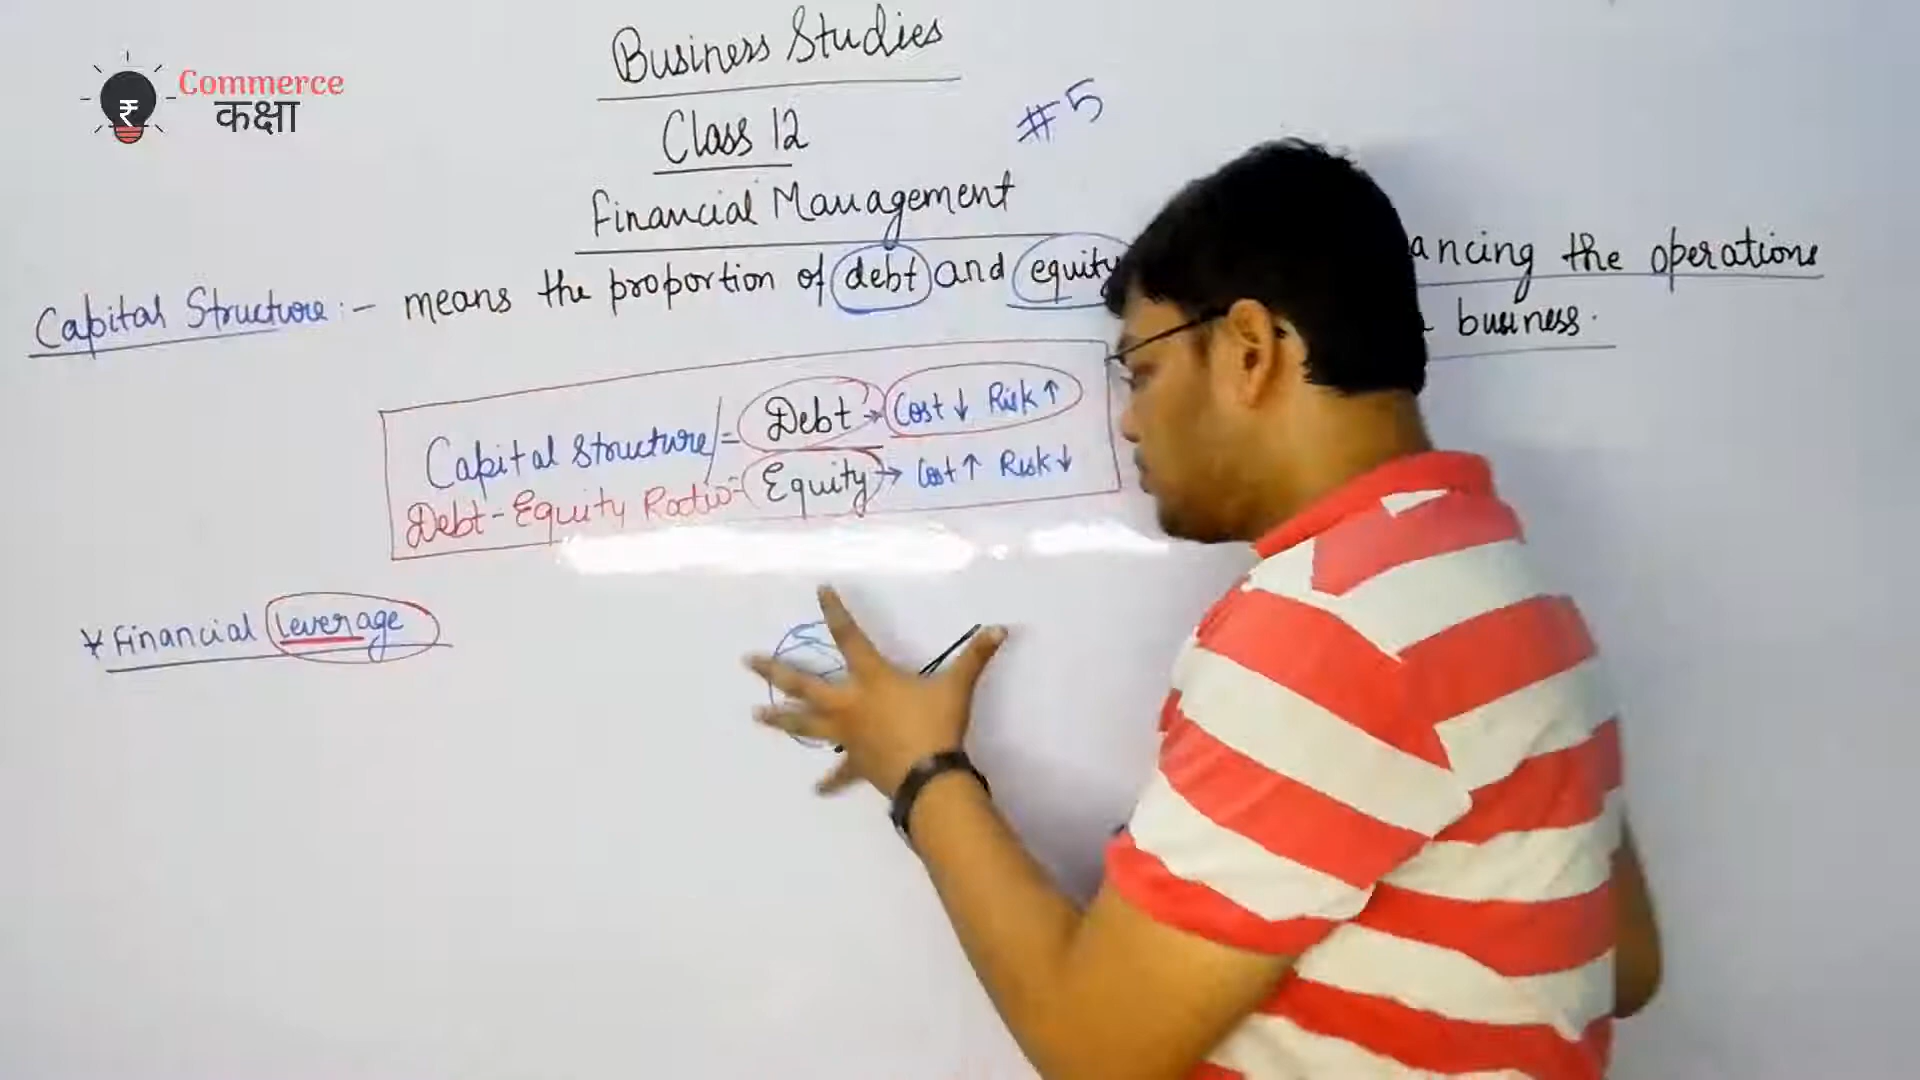 Commerce
कक्षा
₹
Business Studies
Class 12
#5
Financial Management
Capital Structure :- means the proportion of debt and equity ancing the operations
business.
Capital Structure / = Debt → Cost ↓ Risk ↑
Debt-Equity Ratio = Equity → Cost ↑ Risk ↓
* Financial Leverage